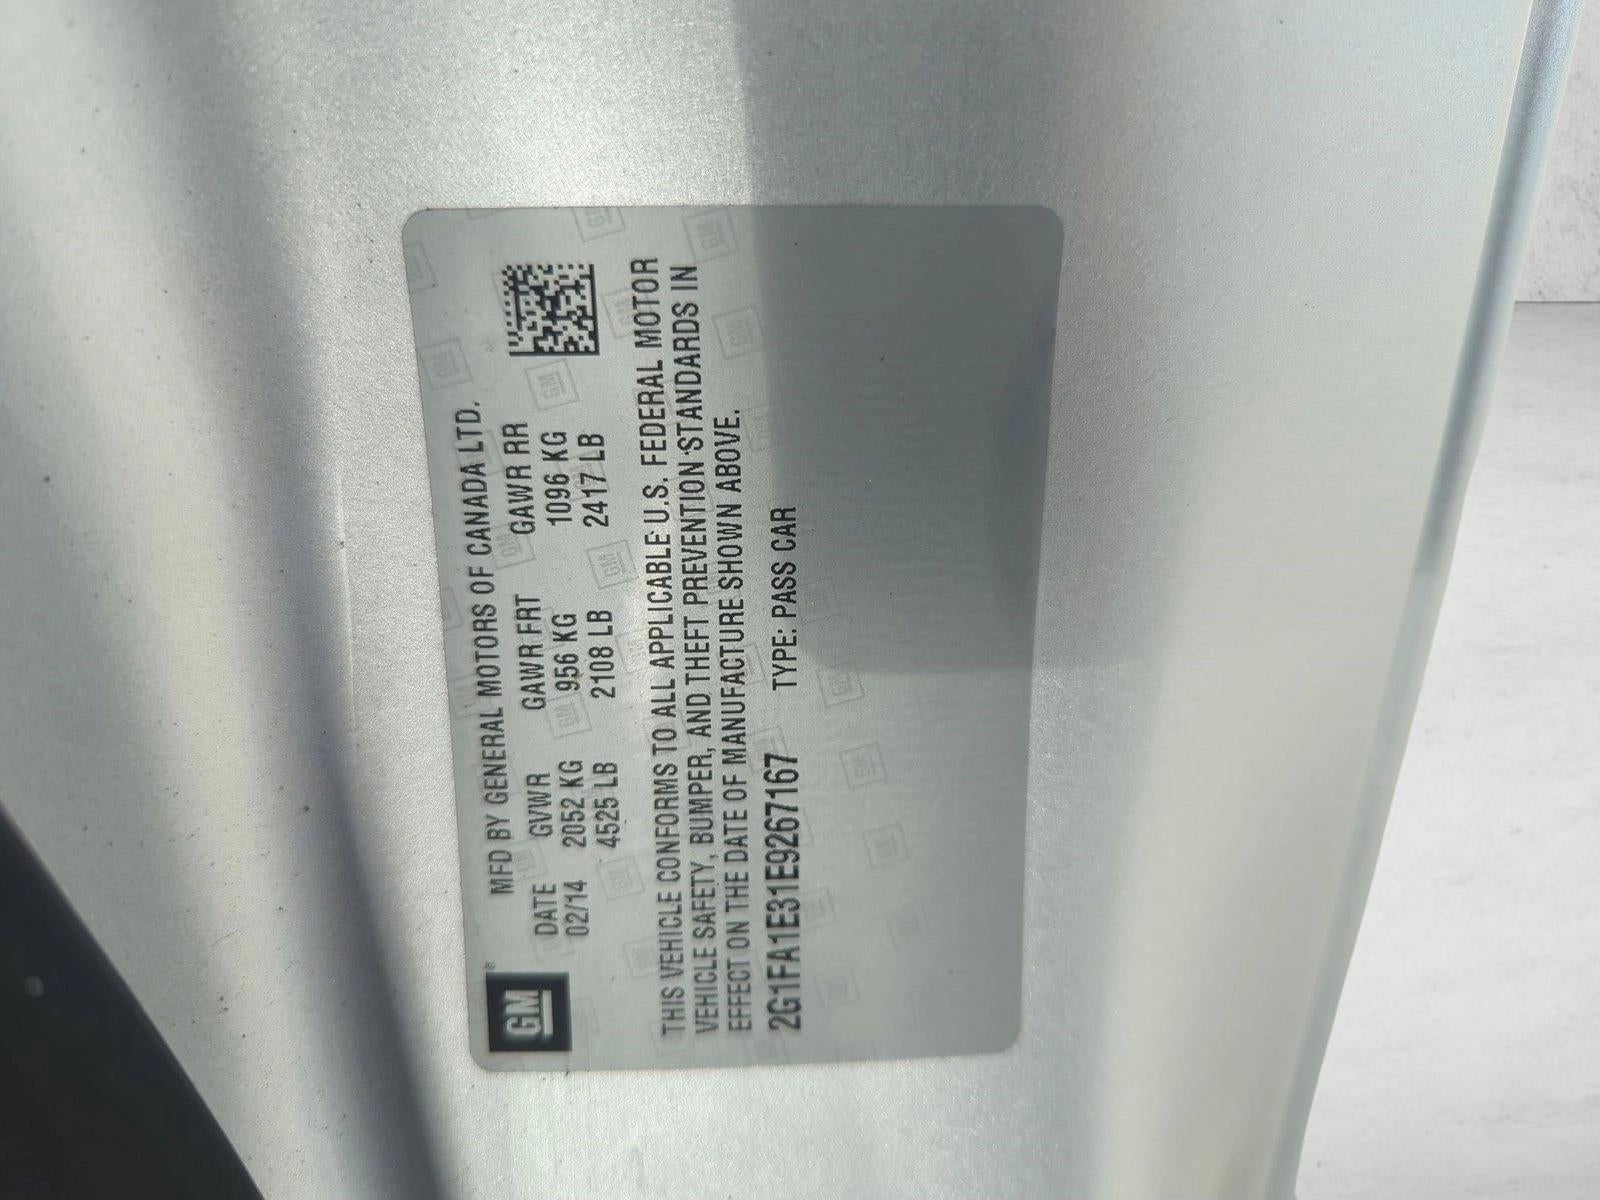 GM®
MFD BY GENERAL MOTORS OF CANADA LTD.
DATE GVWR GAWR FRT GAWR RR
02/14 2052 KG 956 KG 1096 KG
4525 LB 2108 LB 2417 LB
THIS VEHICLE CONFORMS TO ALL APPLICABLE U.S. FEDERAL MOTOR
VEHICLE SAFETY, BUMPER, AND THEFT PREVENTION STANDARDS IN
EFFECT ON THE DATE OF MANUFACTURE SHOWN ABOVE.
2G1FA1E31E9267167 TYPE: PASS CAR